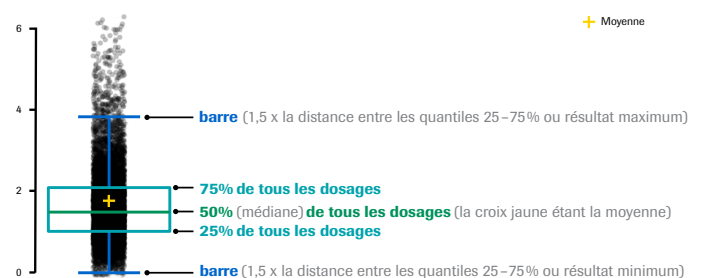 6
Moyenne
4
barre (1,5 x la distance entre les quantiles 25–75% ou résultat maximum)
75% de tous les dosages
2
50% (médiane) de tous les dosages (la croix jaune étant la moyenne)
25% de tous les dosages
0
barre (1,5 x la distance entre les quantiles 25–75% ou résultat minimum)